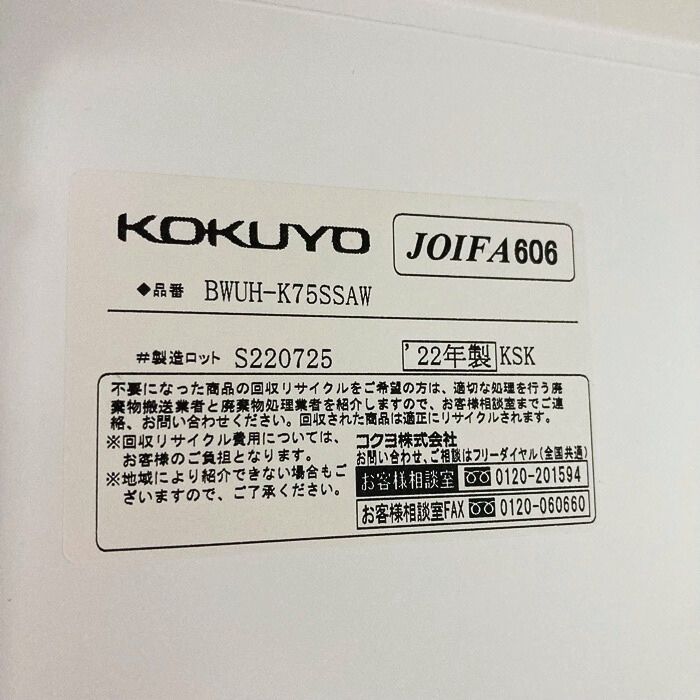 KOKUYO
JOIFA606
◆品番 BWUH-K75SSAW
#製造ロット S220725 '22年製 KSK
不要になった商品の回収リサイクルをご希望の方は、適切な処理を行う廃
棄物搬送業者と廃棄物処理業者を紹介しますので、お客様相談室までご連
絡、お問い合わせください。回収された商品は適正にリサイクルされます。
※回収リサイクル費用については、
お客様のご負担となります。
※地域により紹介できない場合もご
ざいますので、ご了承ください。
コクヨ株式会社
お問い合わせ、ご相談はフリーダイヤル(全国共通)
お客様相談室 0120-201594
お客様相談室FAX 0120-060660